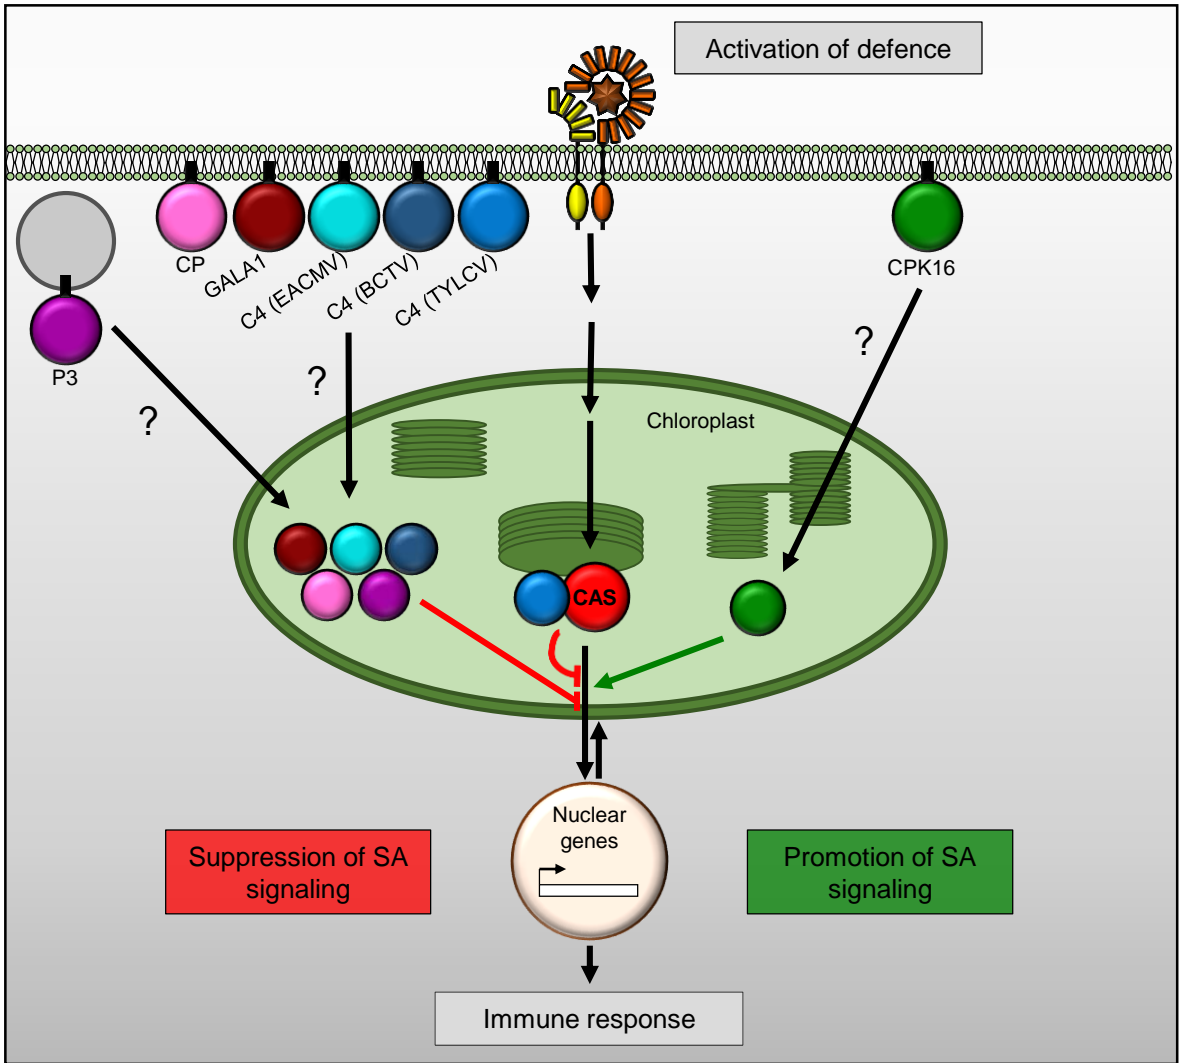 Activation of defence
CP
GALA1
C4 (EACMV)
C4 (BCTV)
C4 (TYLCV)
CPK16
P3
?
?
?
Chloroplast
CAS
Nuclear
genes
Suppression of SA
signaling
Promotion of SA
signaling
Immune response